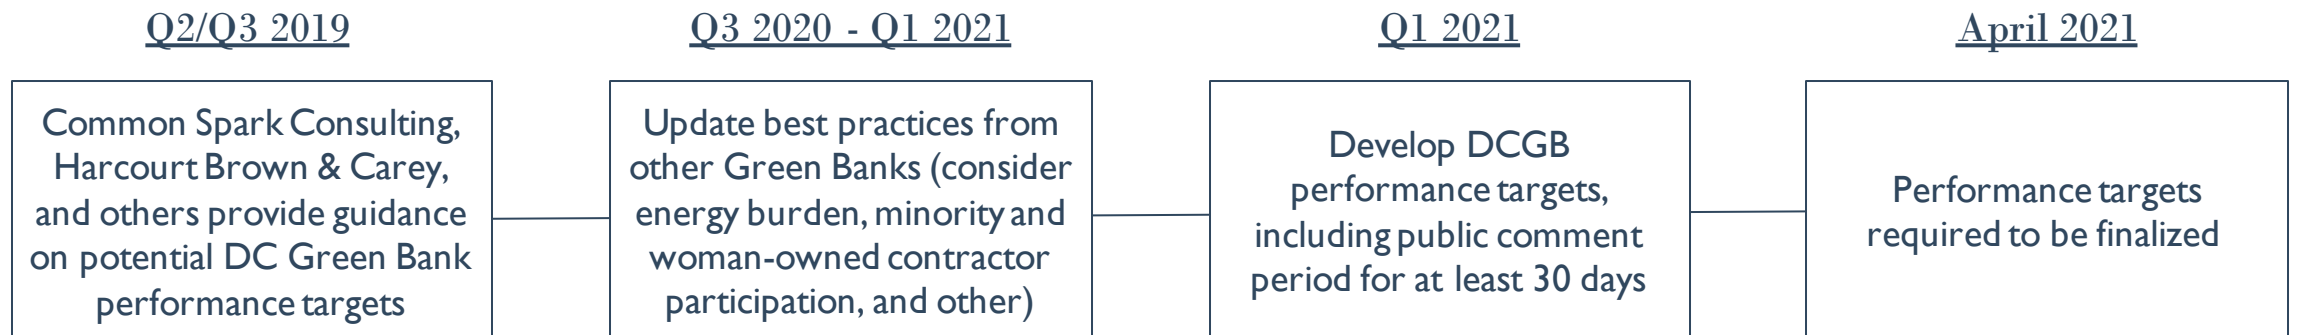 Q2/Q3 2019
Common Spark Consulting,
Harcourt Brown & Carey,
and others provide guidance
on potential DC Green Bank
performance targets
Q3 2020 - Q1 2021
Update best practices from
other Green Banks (consider
energy burden, minority and
woman-owned contractor
participation, and other)
Q1 2021
Develop DCGB
performance targets,
including public comment
period for at least 30 days
April 2021
Performance targets
required to be finalized